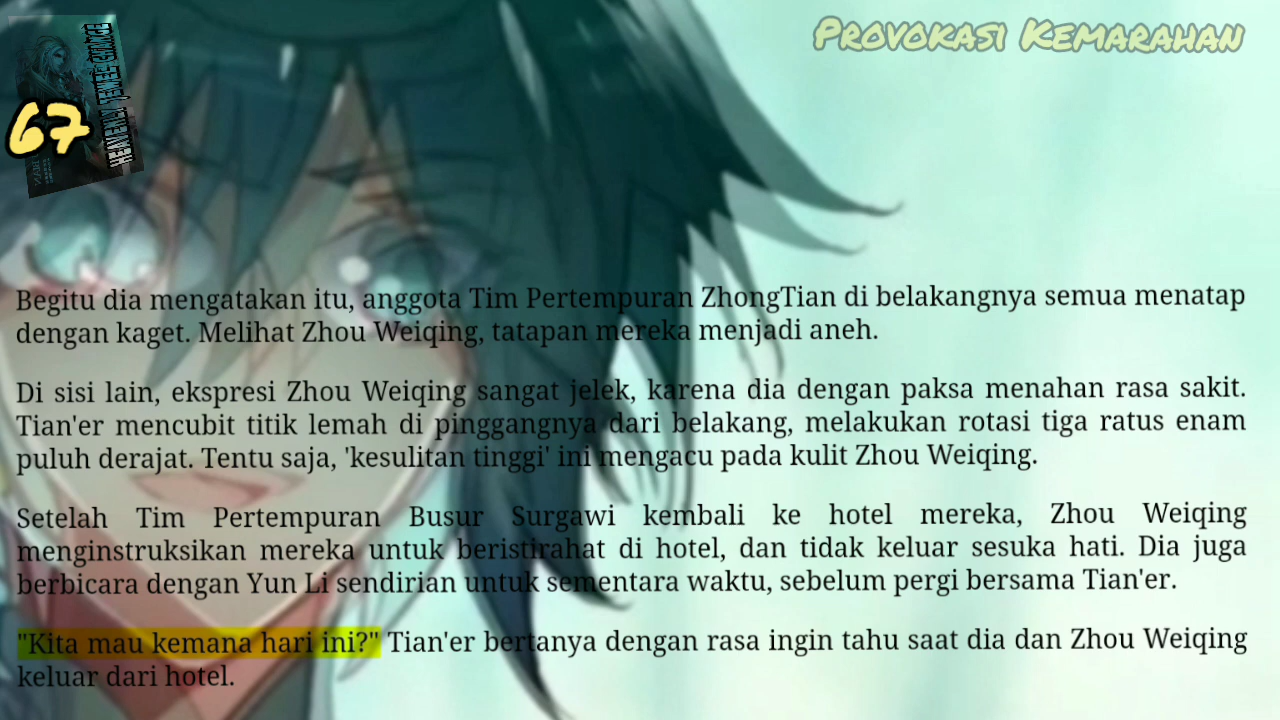 Provokasi Kemarahan
HEAVENLY JEWEL CHANGE
67
Begitu dia mengatakan itu, anggota Tim Pertempuran ZhongTian di belakangnya semua menatap
dengan kaget. Melihat Zhou Weiqing, tatapan mereka menjadi aneh.
Di sisi lain, ekspresi Zhou Weiqing sangat jelek, karena dia dengan paksa menahan rasa sakit.
Tian'er mencubit titik lemah di pinggangnya dari belakang, melakukan rotasi tiga ratus enam
puluh derajat. Tentu saja, 'kesulitan tinggi' ini mengacu pada kulit Zhou Weiqing.
Setelah Tim Pertempuran Busur Surgawi kembali ke hotel mereka, Zhou Weiqing
menginstruksikan mereka untuk beristirahat di hotel, dan tidak keluar sesuka hati. Dia juga
berbicara dengan Yun Li sendirian untuk sementara waktu, sebelum pergi bersama Tian'er.
"Kita mau kemana hari ini?" Tian'er bertanya dengan rasa ingin tahu saat dia dan Zhou Weiqing
keluar dari hotel.